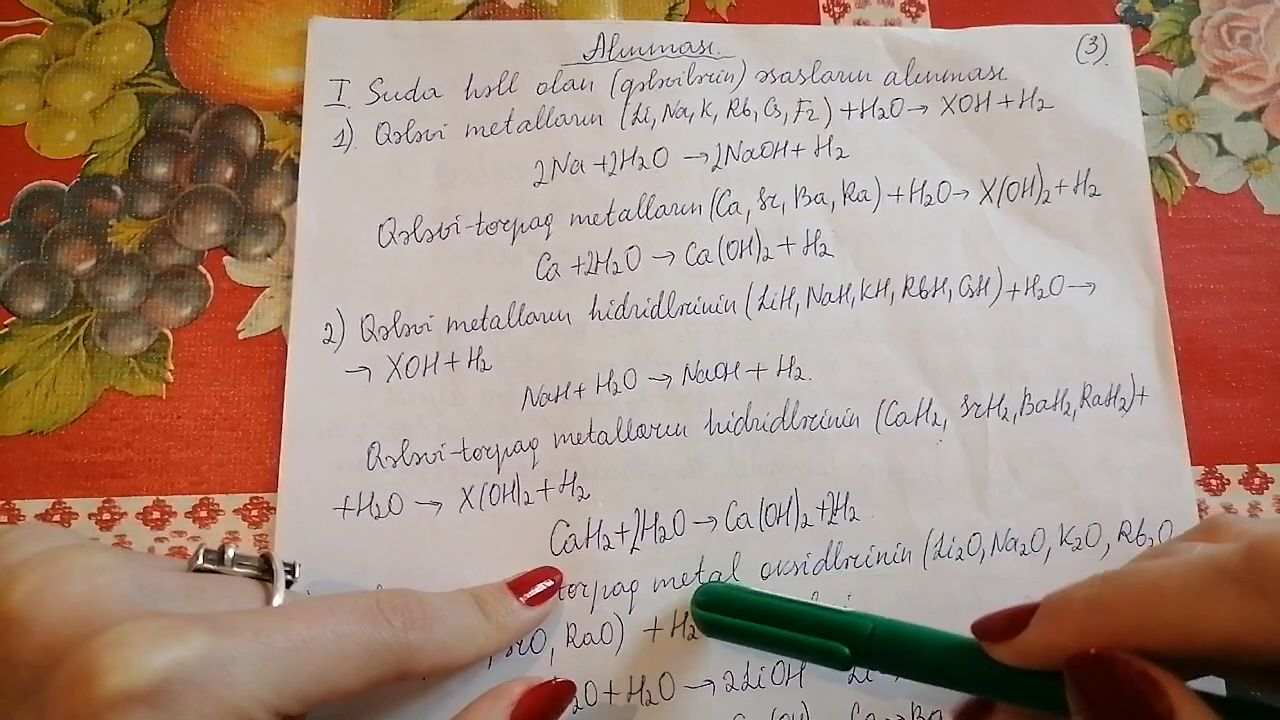 Alınması. (3).
I. Suda həll olan (qələvilərin) əsasların alınması
1). Qələvi metalların (Li, Na, K, Rb, Cs, Fz) + H₂O → XOH + H₂
2Na + 2H₂O → 2NaOH + H₂
Qələvi-torpaq metalların (Ca, Sr, Ba, Ra) + H₂O → X(OH)₂ + H₂
Ca + 2H₂O → Ca(OH)₂ + H₂
2) Qələvi metalların hidridlərinin (LiH, NaH, KH, RbH, CsH) + H₂O →
→ XOH + H₂
NaH + H₂O → NaOH + H₂.
Qələvi-torpaq metalların hidridlərinin (CaH₂, SrH₂, BaH₂, RaH₂) +
+ H₂O → X(OH)₂ + H₂
CaH₂ + 2H₂O → Ca(OH)₂ + 2H₂
torpaq metal oksidlərinin (Li₂O, Na₂O, K₂O, Rb₂O
, SrO, RaO) + H₂
₂O + H₂O → 2LiOH